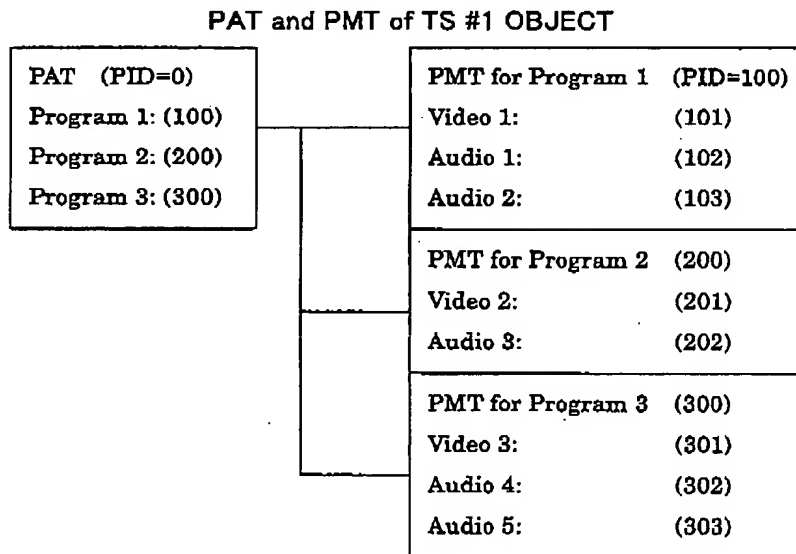 PAT and PMT of TS #1 OBJECT
PAT (PID=0)
Program 1: (100)
Program 2: (200)
Program 3: (300)
PMT for Program 1 (PID=100)
Video 1: (101)
Audio 1: (102)
Audio 2: (103)
PMT for Program 2 (200)
Video 2: (201)
Audio 3: (202)
PMT for Program 3 (300)
Video 3: (301)
Audio 4: (302)
Audio 5: (303)